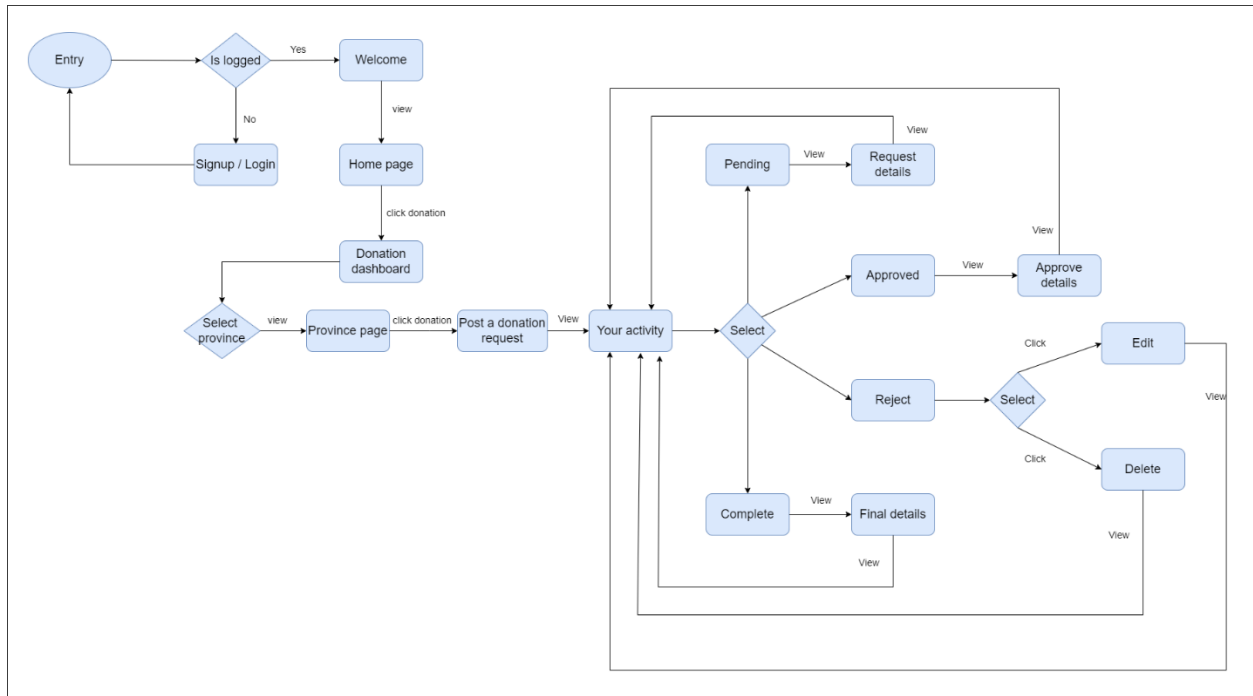 Entry
Is logged
Yes
Welcome
No
view
Signup / Login
Home page
click donation
Donation
dashboard
Select
province
view
Province page
click donation
Post a donation
request
View
Your activity
Select
Pending
View
Request
details
View
Approved
View
Approve
details
View
Reject
Select
Click
Edit
View
Click
Delete
View
Complete
View
Final details
View